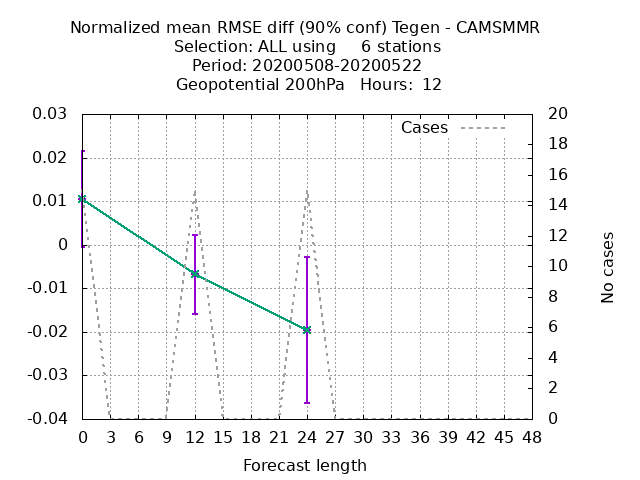 Normalized mean RMSE diff (90% conf) Tegen - CAMSMMR
Selection: ALL using     6 stations
Period: 20200508-20200522
Geopotential 200hPa   Hours:  12
Cases
0.03
0.02
0.01
0
-0.01
-0.02
-0.03
-0.04
20
18
16
14
12
10
8
6
4
2
0
No cases
0 3 6 9 12 15 18 21 24 27 30 33 36 39 42 45 48
Forecast length